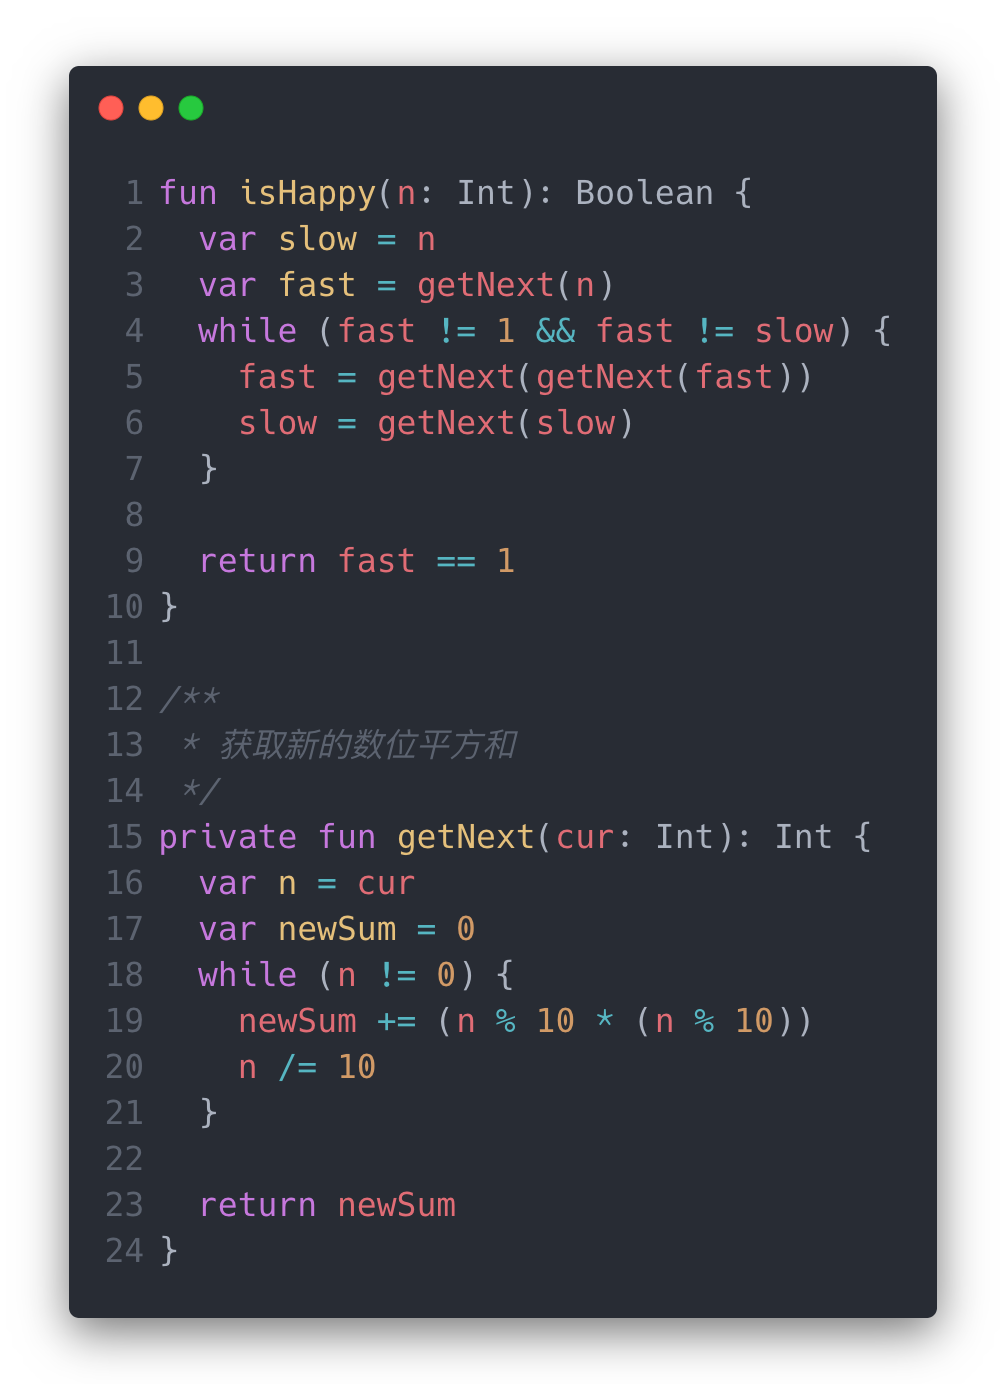 1 fun isHappy(n: Int): Boolean {
2   var slow = n
3   var fast = getNext(n)
4   while (fast != 1 && fast != slow) {
5     fast = getNext(getNext(fast))
6     slow = getNext(slow)
7   }
8
9   return fast == 1
10 }
11
12 /**
13  * 获取新的数位平方和
14  */
15 private fun getNext(cur: Int): Int {
16   var n = cur
17   var newSum = 0
18   while (n != 0) {
19     newSum += (n % 10 * (n % 10))
20     n /= 10
21   }
22
23   return newSum
24 }